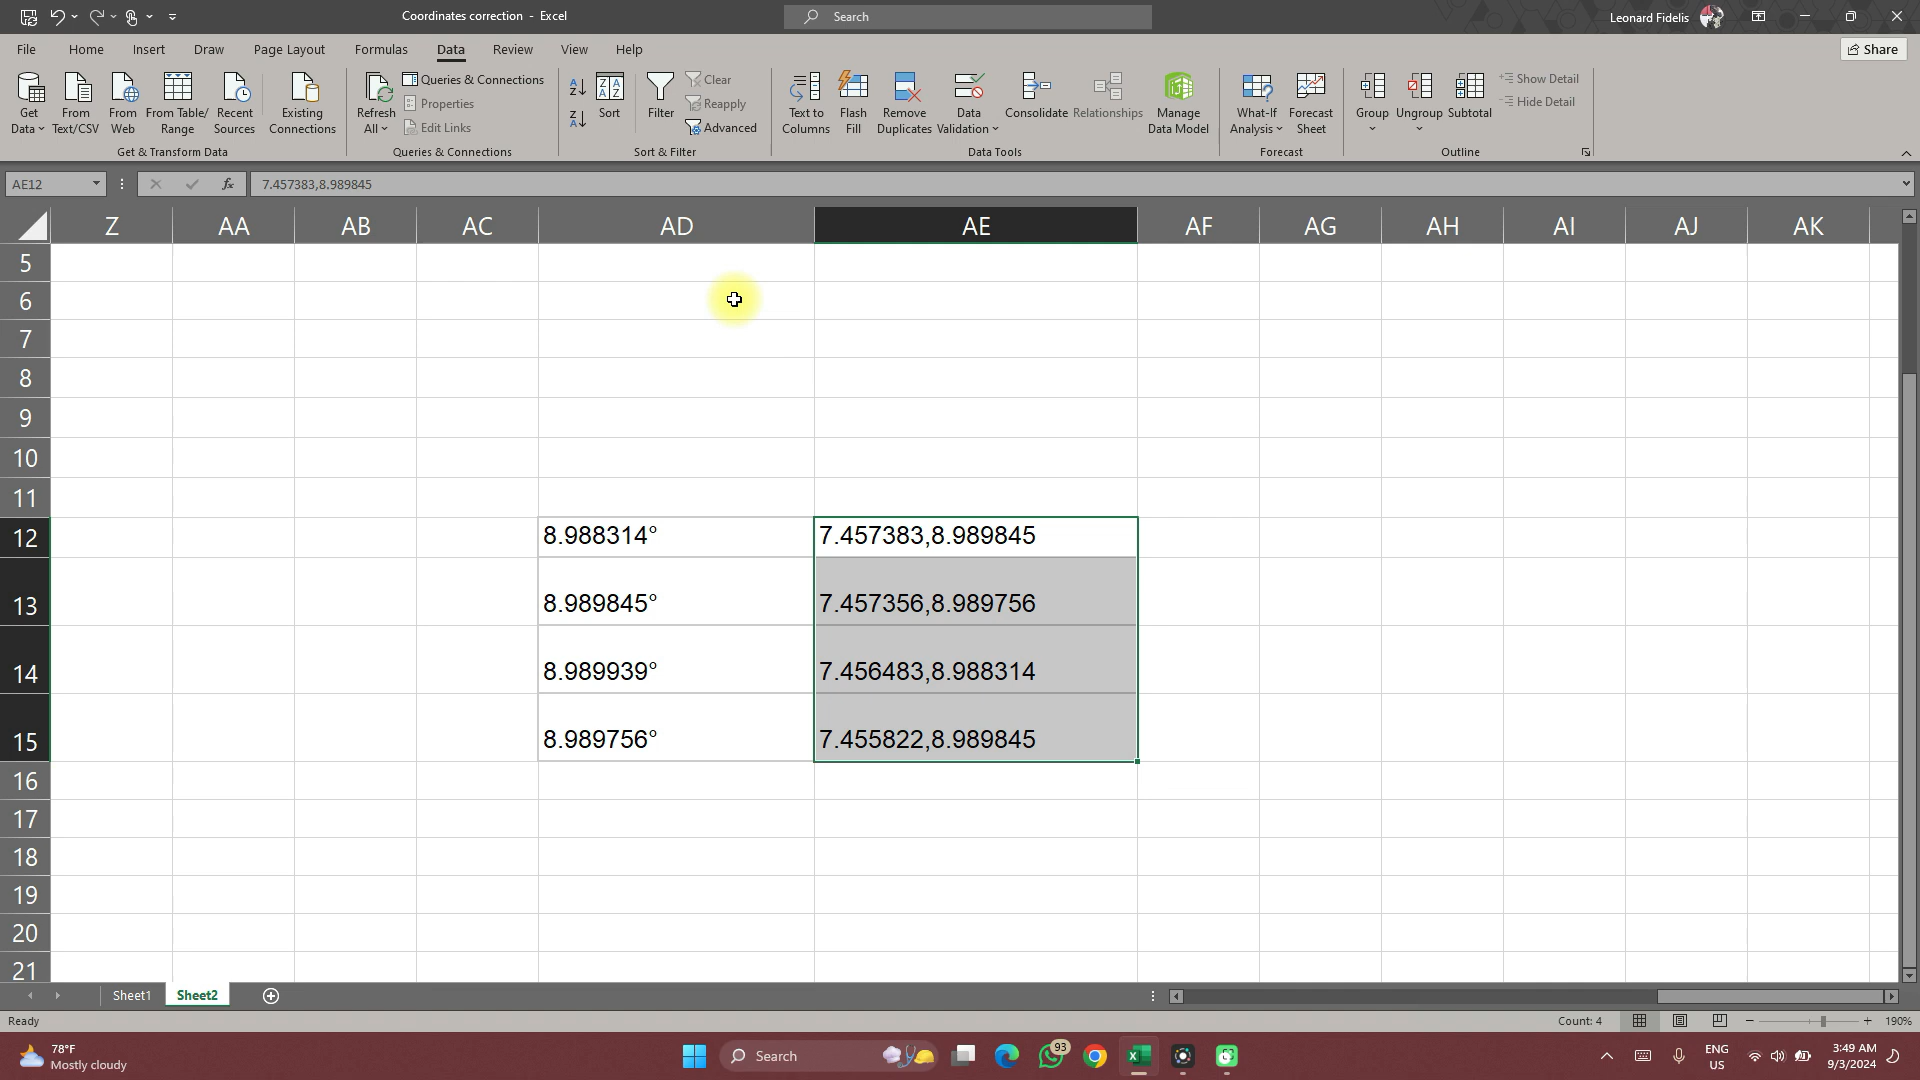 Coordinates correction - Excel
Search
Leonard Fidelis
File Home Insert Draw Page Layout Formulas Data Review View Help
Share
Get Data
From Text/CSV
From Web
From Table/ Range
Recent Sources
Existing Connections
Get & Transform Data
Refresh All
Queries & Connections
Properties
Edit Links
Queries & Connections
Sort
Filter
Clear
Reapply
Advanced
Sort & Filter
Text to Columns
Flash Fill
Remove Duplicates
Data Validation
Consolidate
Relationships
Manage Data Model
Data Tools
What-If Analysis
Forecast Sheet
Forecast
Group
Ungroup
Subtotal
Show Detail
Hide Detail
Outline
AE12
fx
7.457383,8.989845
Z AA AB AC AD AE AF AG AH AI AJ AK
5
6
7
8
9
10
11
12 8.988314° 7.457383,8.989845
13 8.989845° 7.457356,8.989756
14 8.989939° 7.456483,8.988314
15 8.989756° 7.455822,8.989845
16
17
18
19
20
21
Sheet1 Sheet2
Ready
Count: 4
190%
78°F
Mostly cloudy
Search
93
ENG
US
3:49 AM
9/3/2024